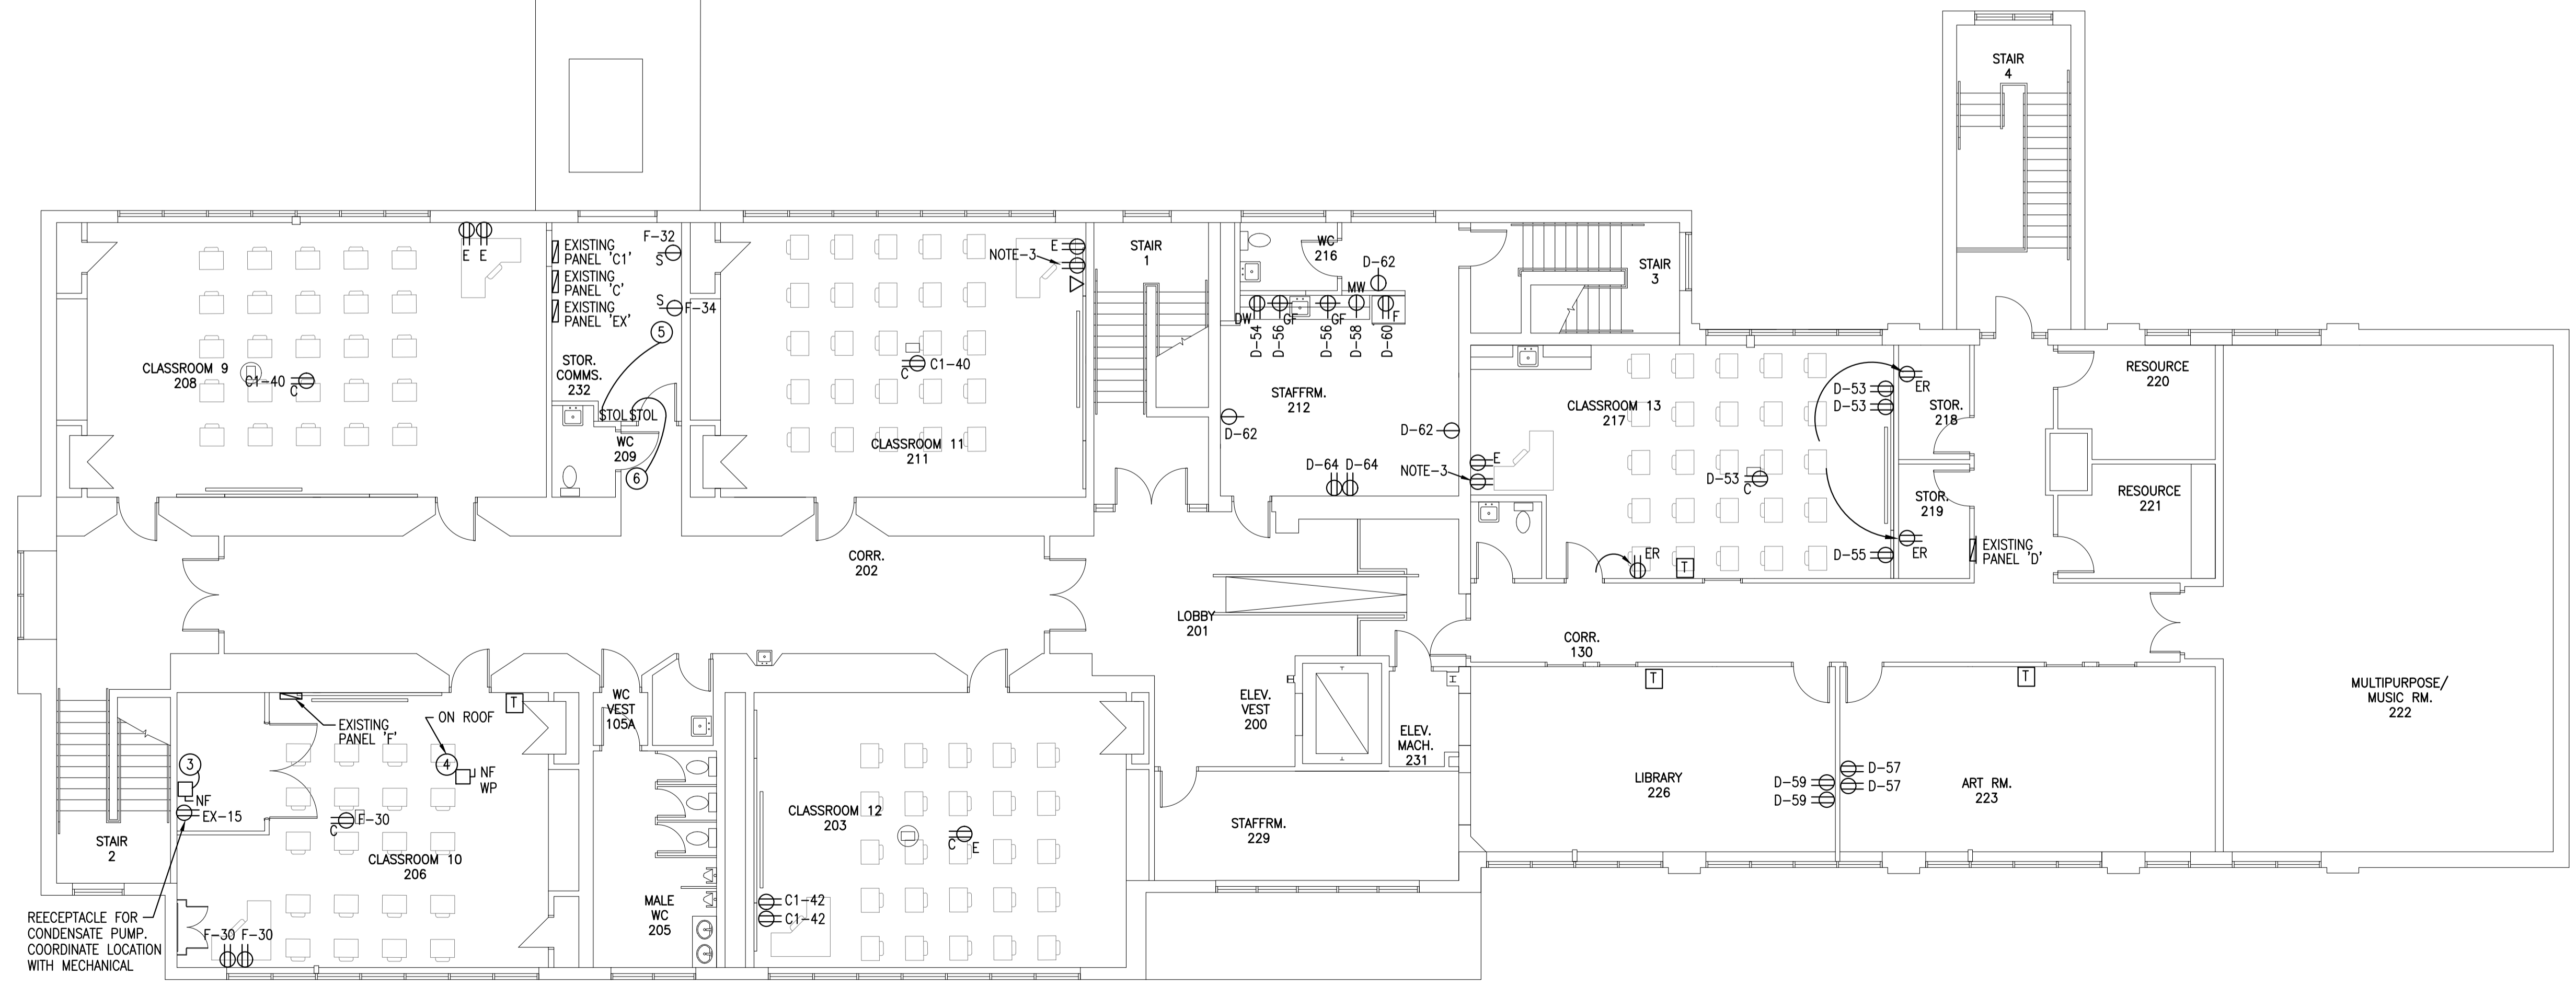 STAIR
4
CLASSROOM 9
208
C1-40
C
E
E
EXISTING
PANEL 'C1'
EXISTING
PANEL 'C'
EXISTING
PANEL 'EX'
F-32
S
S
F-34
5
STOR.
COMMS.
232
STOL
STOL
WC
209
6
C1-40
C
CLASSROOM 11
211
E
NOTE-3
STAIR
1
WC
216
D-62
MW
DW
GF
GF
F
D-54
D-56
D-56
D-58
D-60
STAFFRM.
212
D-62
D-62
D-64
D-64
STAIR
3
CLASSROOM 13
217
D-53
D-53
D-53
C
E
NOTE-3
ER
ER
ER
T
D-55
STOR.
218
STOR.
219
EXISTING
PANEL 'D'
RESOURCE
220
RESOURCE
221
CORR.
202
LOBBY
201
CORR.
130
MULTIPURPOSE/
MUSIC RM.
222
EXISTING
PANEL 'F'
ON ROOF
4
T
NF
WP
3
NF
EX-15
F-30
C
CLASSROOM 10
206
STAIR
2
REECEPTACLE FOR
CONDENSATE PUMP.
COORDINATE LOCATION
WITH MECHANICAL
F-30
F-30
WC
VEST
105A
MALE
WC
205
CLASSROOM 12
203
C
E
C1-42
C1-42
ELEV.
VEST
200
ELEV.
MACH.
231
STAFFRM.
229
T
LIBRARY
226
D-59
D-59
D-57
D-57
T
ART RM.
223